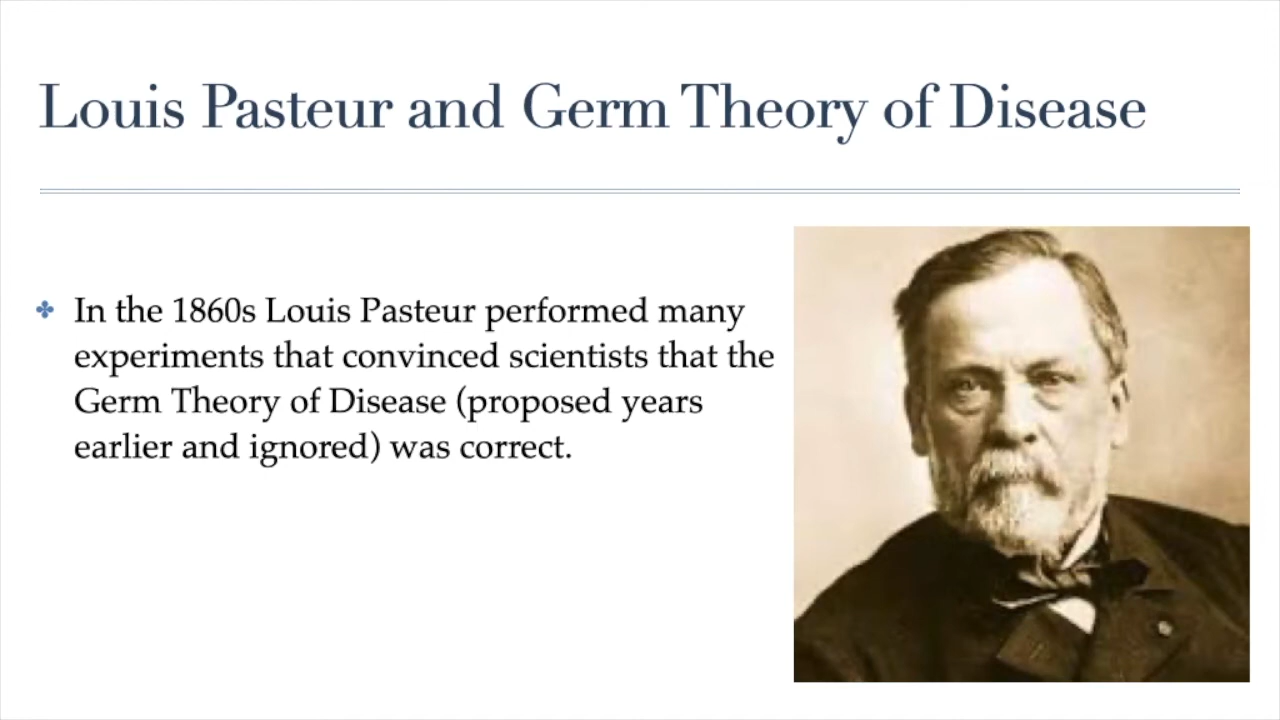 Louis Pasteur and Germ Theory of Disease
In the 1860s Louis Pasteur performed many
experiments that convinced scientists that the
Germ Theory of Disease (proposed years
earlier and ignored) was correct.